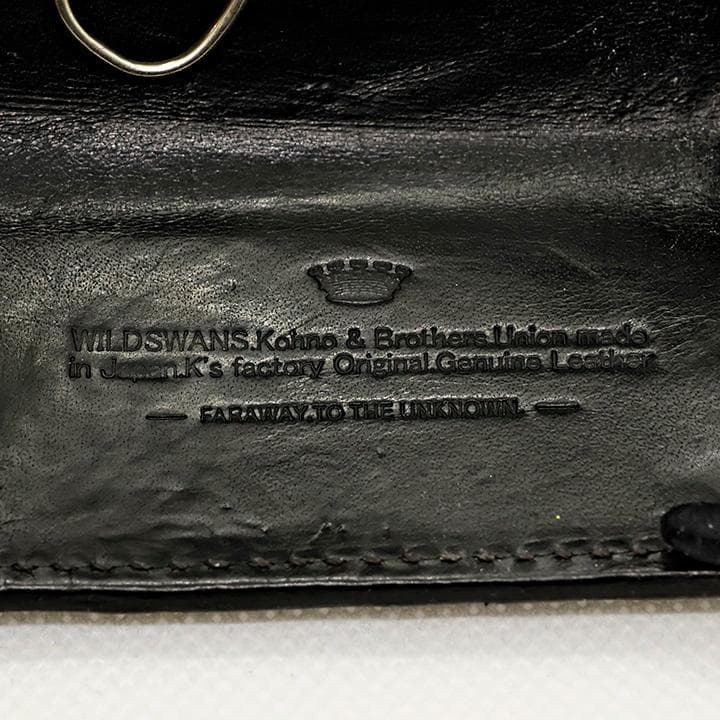 WILDSWANS.Kohno & Brothers.Union made
in Japan.K's factory Original.Genuine Leather
FARAWAY.TO THE UNKNOWN.